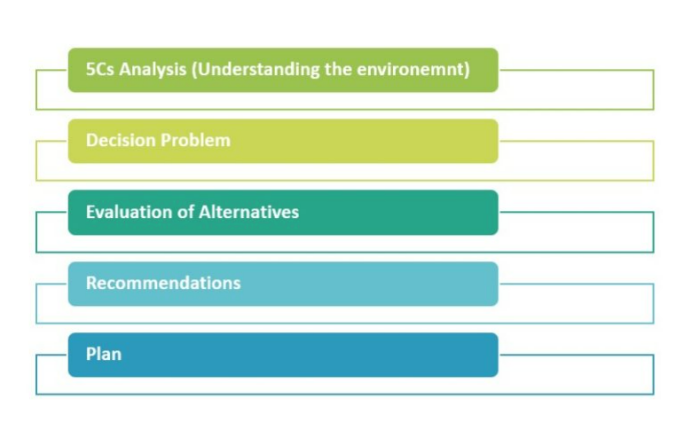 5Cs Analysis (Understanding the environemnt)
Decision Problem
Evaluation of Alternatives
Recommendations
Plan